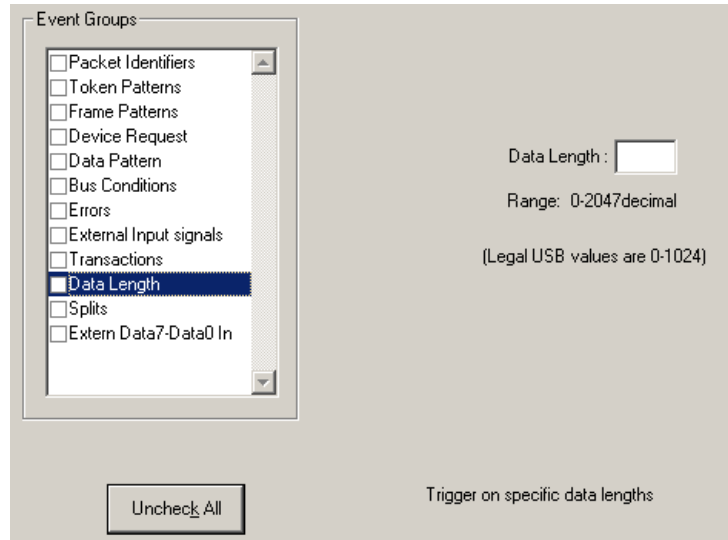 Event Groups
Packet Identifiers
Token Patterns
Frame Patterns
Device Request
Data Pattern
Bus Conditions
Errors
External Input signals
Transactions
Data Length
Splits
Extern Data7-Data0 In
Data Length :
Range: 0-2047decimal
(Legal USB values are 0-1024)
Uncheck All
Trigger on specific data lengths